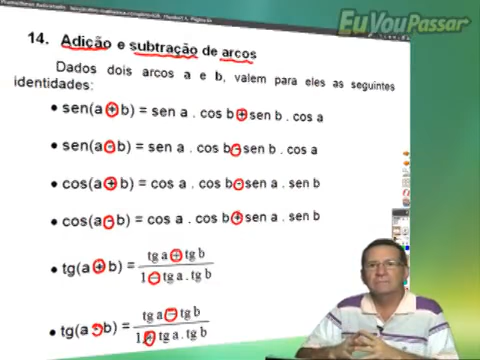 EuVouPassar
14. Adição e subtração de arcos
Dados dois arcos a e b, valem para eles as seguintes
identidades:
• sen(a + b) = sen a . cos b + sen b . cos a
• sen(a - b) = sen a . cos b - sen b . cos a
• cos(a + b) = cos a . cos b - sen a . sen b
• cos(a - b) = cos a . cos b + sen a . sen b
• tg(a + b) = tg a + tg b / 1 - tg a . tg b
• tg(a - b) = tg a - tg b / 1 + tg a . tg b